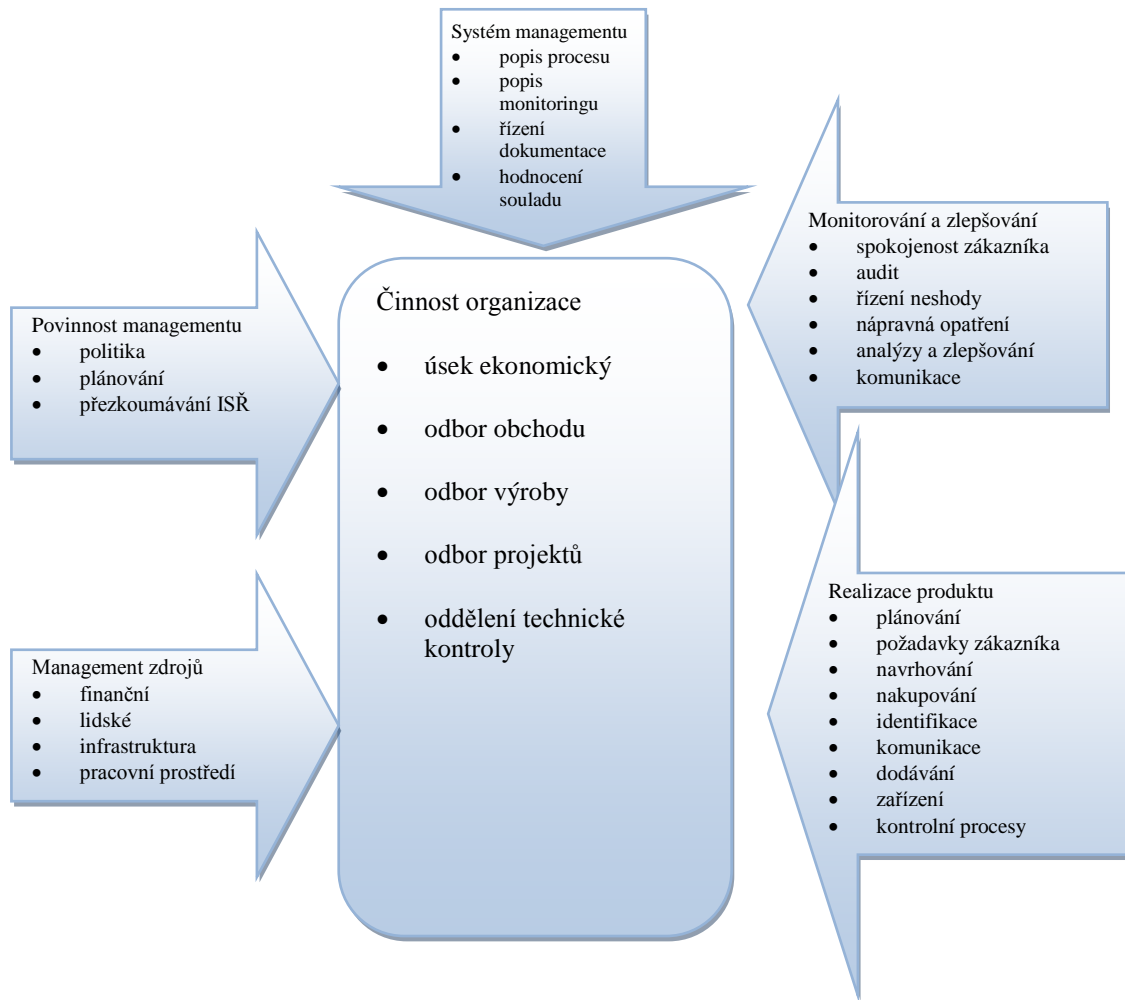 Systém managementu
• popis procesu
• popis
monitoringu
• řízení
dokumentace
• hodnocení
souladu
Povinnost managementu
• politika
• plánování
• přezkoumávání ISŘ
Management zdrojů
• finanční
• lidské
• infrastruktura
• pracovní prostředí
Činnost organizace
• úsek ekonomický
• odbor obchodu
• odbor výroby
• odbor projektů
• oddělení technické
kontroly
Monitorování a zlepšování
• spokojenost zákazníka
• audit
• řízení neshody
• nápravná opatření
• analýzy a zlepšování
• komunikace
Realizace produktu
• plánování
• požadavky zákazníka
• navrhování
• nakupování
• identifikace
• komunikace
• dodávání
• zařízení
• kontrolní procesy